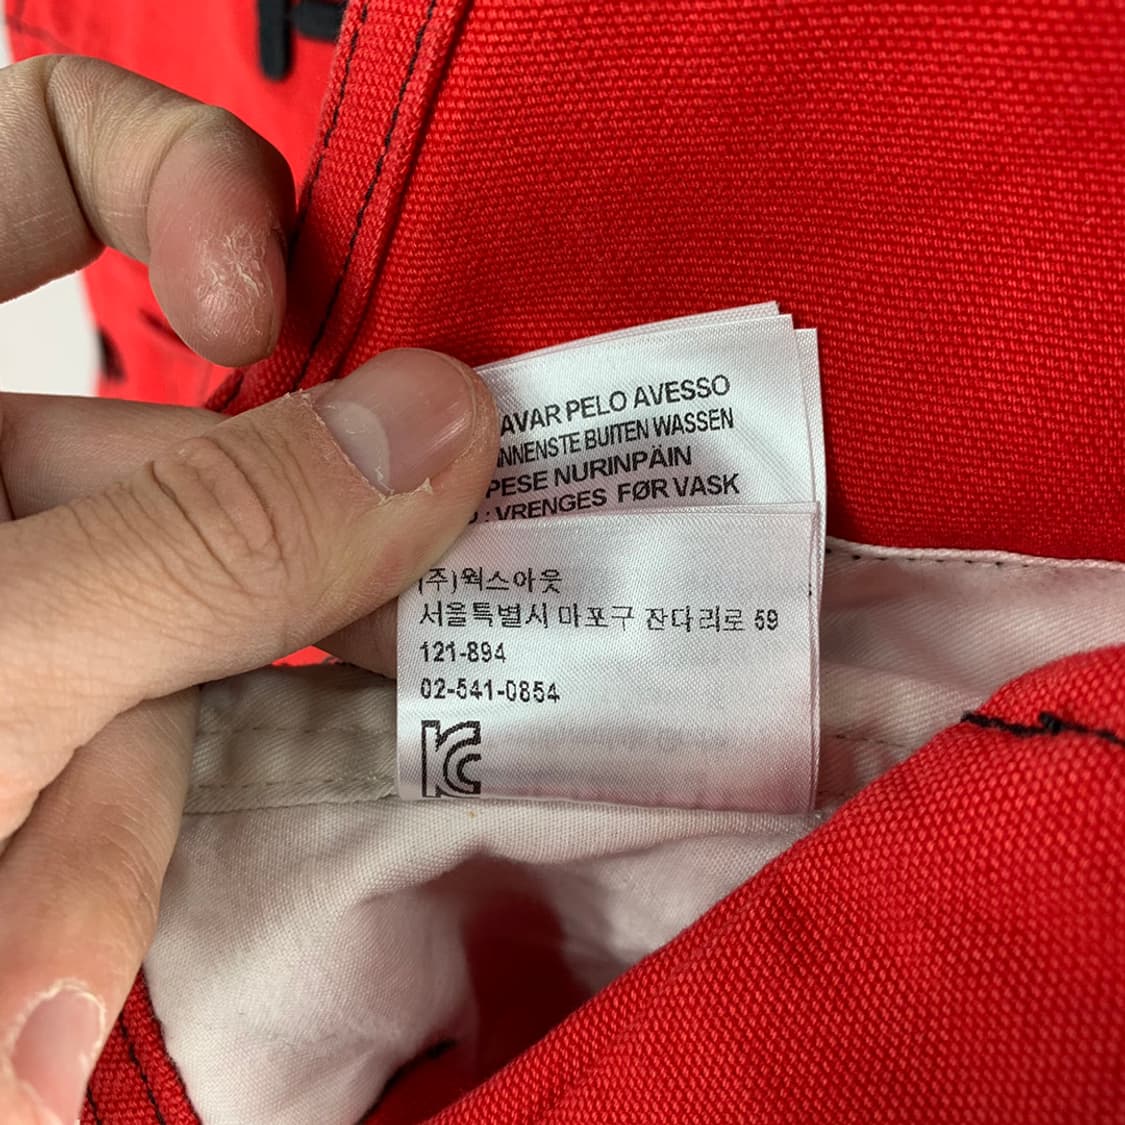 AVAR PELO AVESSO
NNENSTE BUITEN WASSEN
PESE NURINPÄIN
: VRENGES FØR VASK
(주)웍스아웃
서울특별시 마포구 잔다리로 59
121-894
02-541-0854